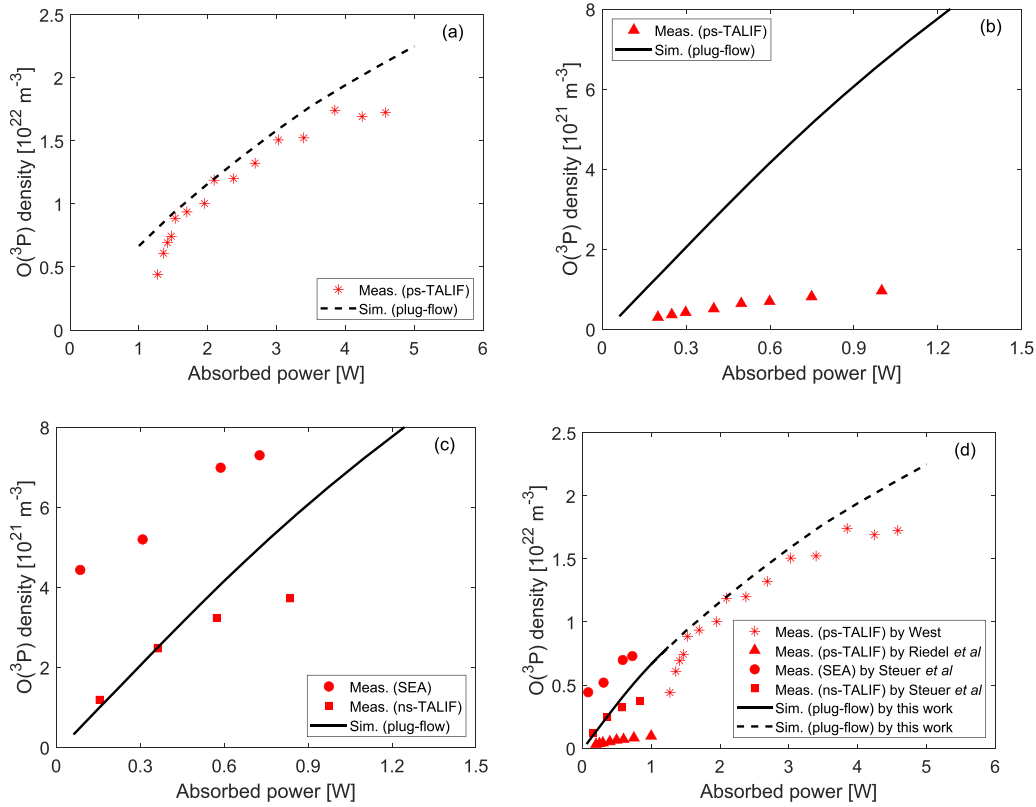 (a)
O(³P) density [10²² m⁻³]
2.5
2
1.5
1
0.5
0
Meas. (ps-TALIF)
Sim. (plug-flow)
0 1 2 3 4 5 6
Absorbed power [W]
(b)
O(³P) density [10²¹ m⁻³]
8
6
4
2
0
Meas. (ps-TALIF)
Sim. (plug-flow)
0 0.3 0.6 0.9 1.2 1.5
Absorbed power [W]
(c)
O(³P) density [10²¹ m⁻³]
8
6
4
2
0
Meas. (SEA)
Meas. (ns-TALIF)
Sim. (plug-flow)
0 0.3 0.6 0.9 1.2 1.5
Absorbed power [W]
(d)
O(³P) density [10²² m⁻³]
2.5
2
1.5
1
0.5
0
Meas. (ps-TALIF) by West
Meas. (ps-TALIF) by Riedel et al
Meas. (SEA) by Steuer et al
Meas. (ns-TALIF) by Steuer et al
Sim. (plug-flow) by this work
Sim. (plug-flow) by this work
0 1 2 3 4 5 6
Absorbed power [W]